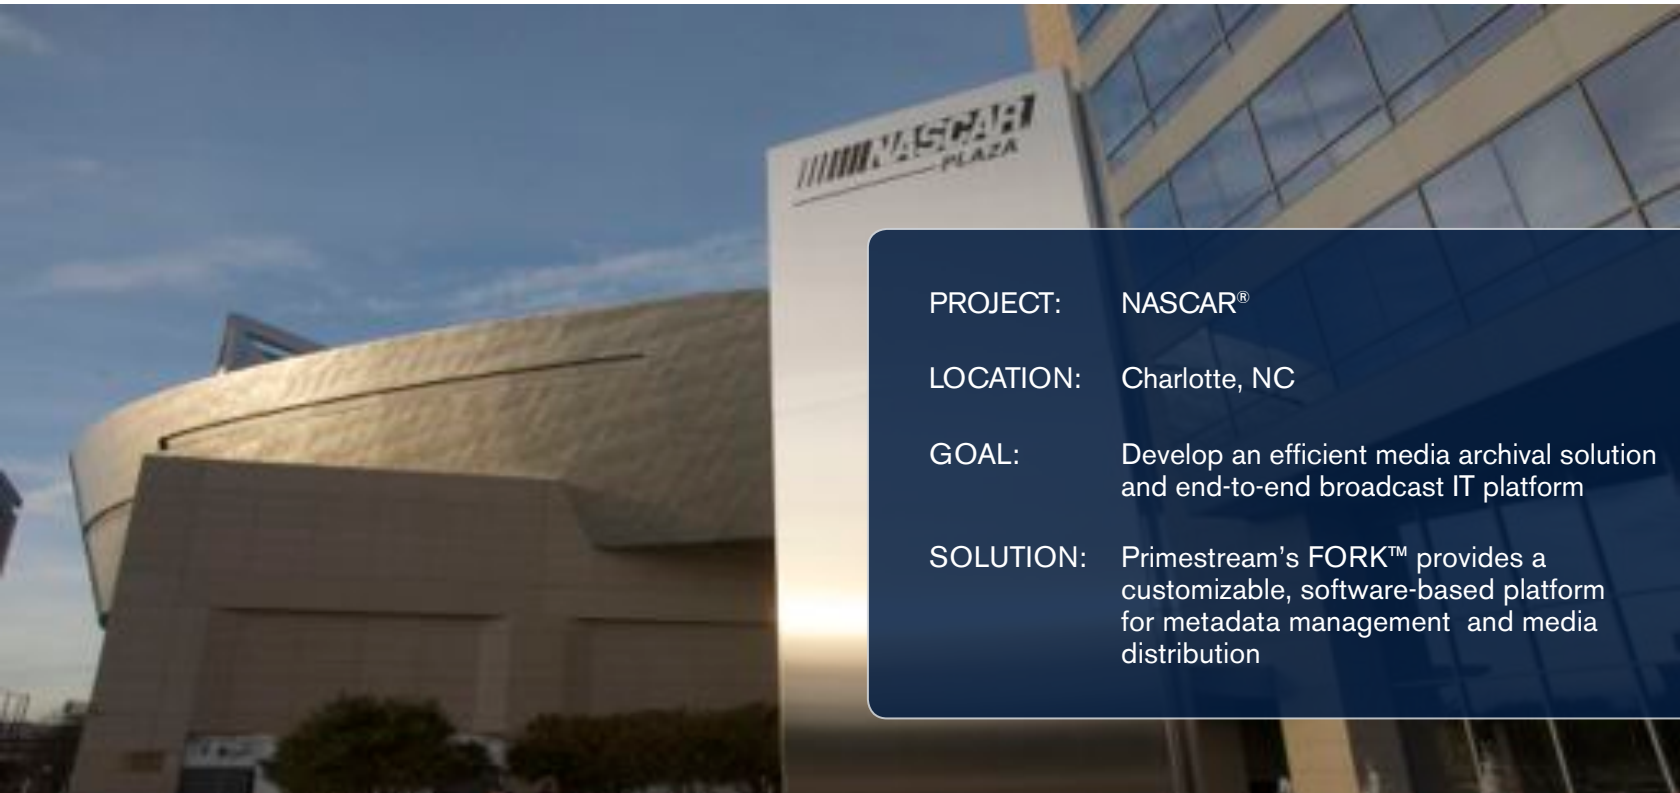 NASCAR
PLAZA
PROJECT: NASCAR®
LOCATION: Charlotte, NC
GOAL: Develop an efficient media archival solution
and end-to-end broadcast IT platform
SOLUTION: Primestream’s FORK™ provides a
customizable, software-based platform
for metadata management  and media
distribution